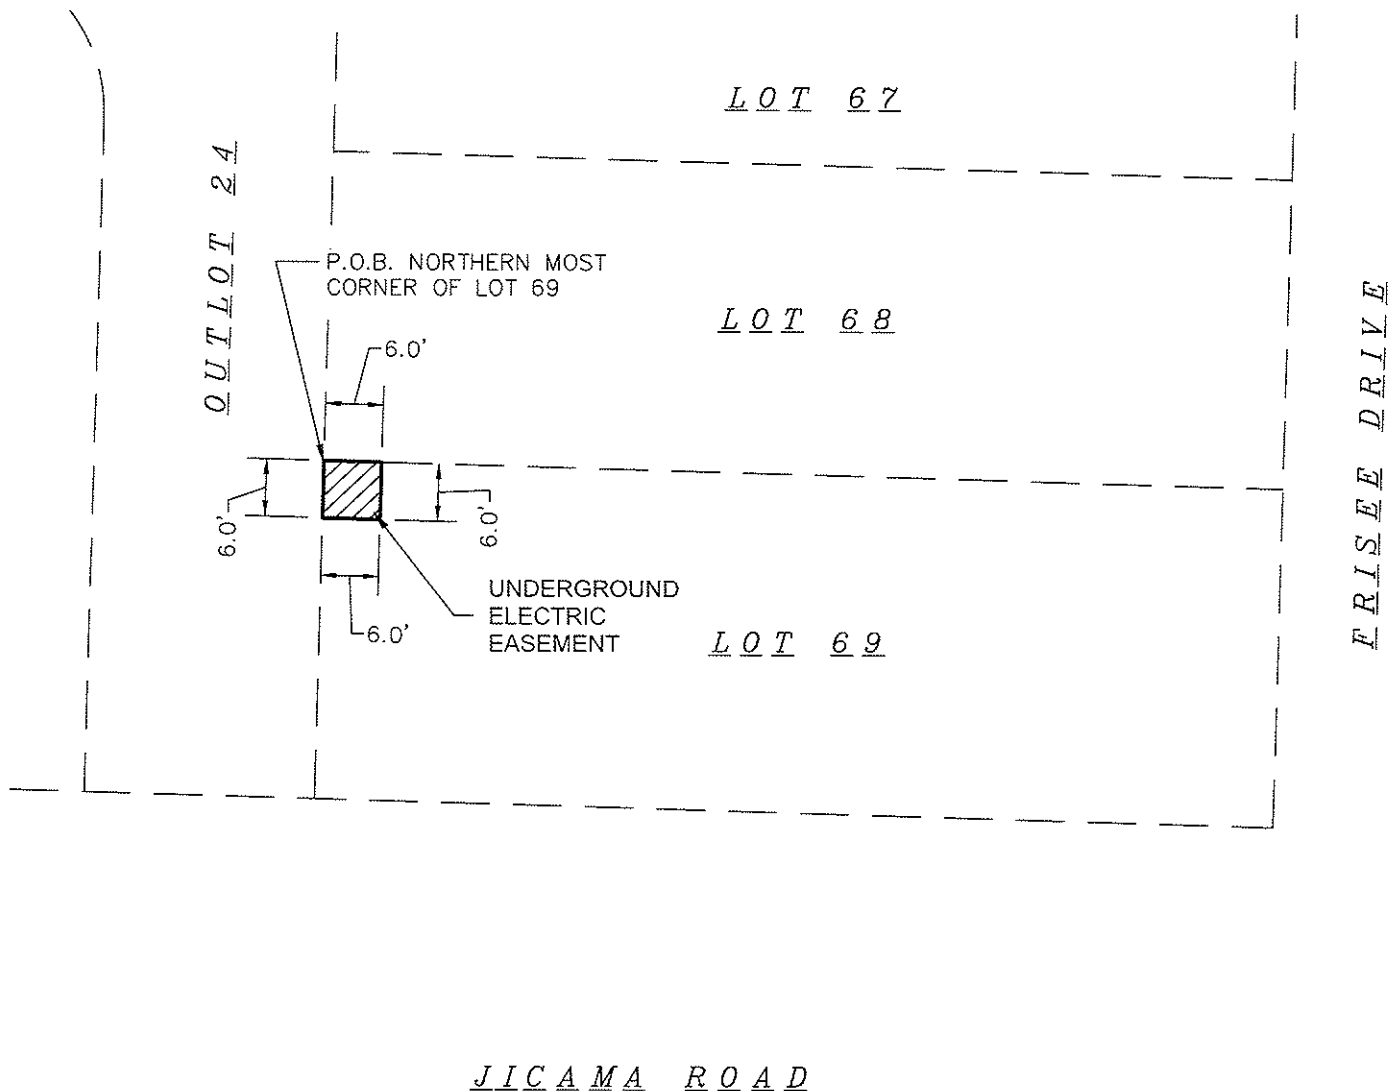 LOT 67
OUTLOT 24
P.O.B. NORTHERN MOST
CORNER OF LOT 69
LOT 68
6.0'
FRISEE DRIVE
6.0'
6.0'
UNDERGROUND
ELECTRIC
EASEMENT
6.0'
LOT 69
JICAMA ROAD